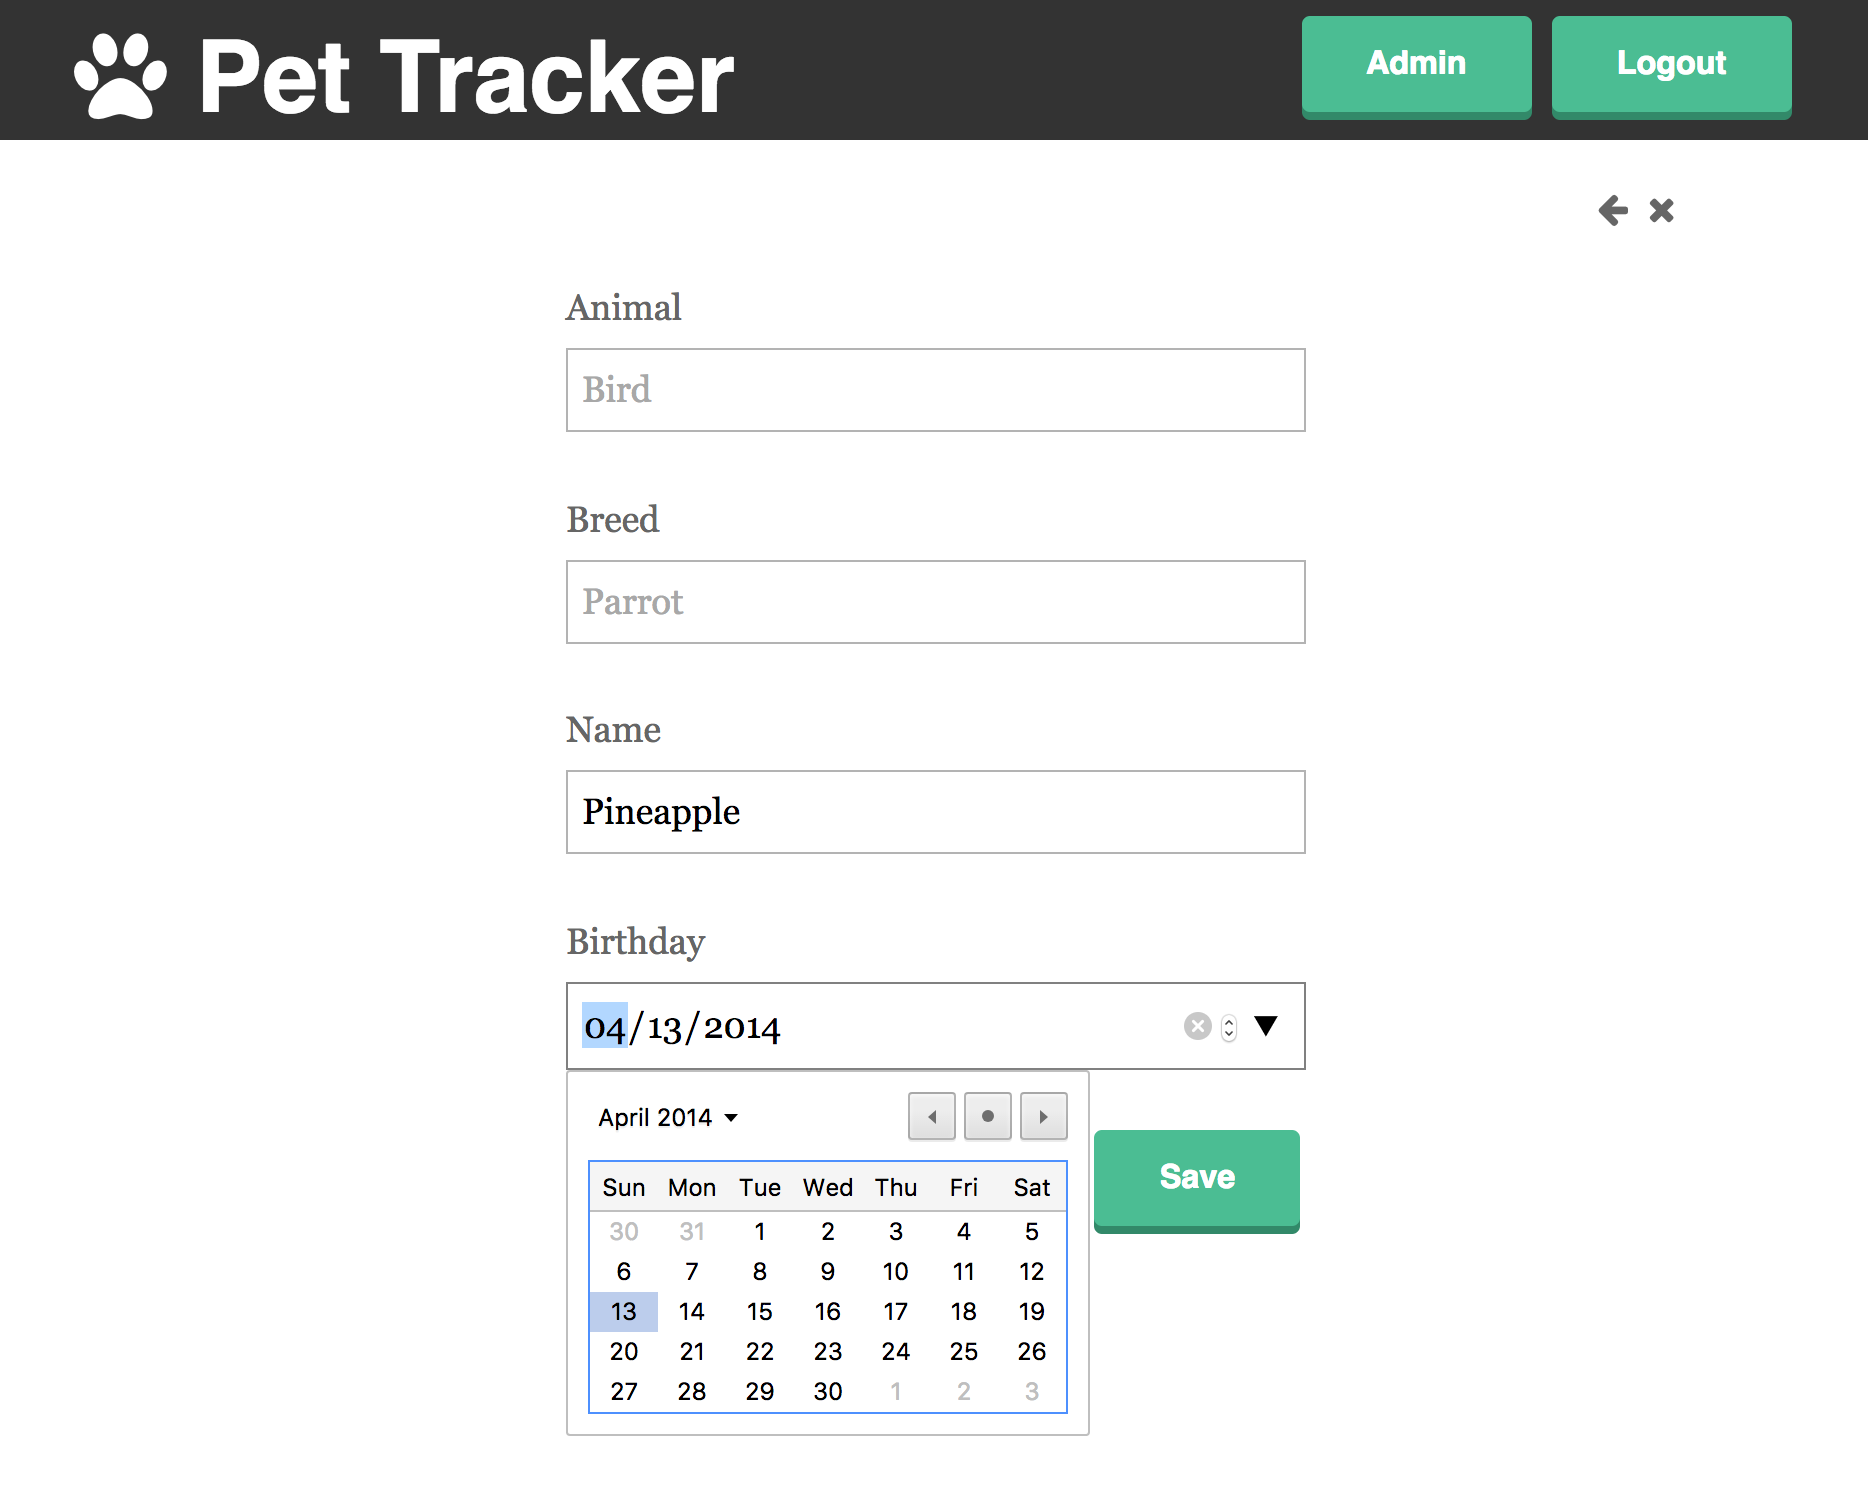 Pet Tracker
Admin
Logout
Animal
Bird
Breed
Parrot
Name
Pineapple
Birthday
04/13/2014
April 2014
Sun Mon Tue Wed Thu Fri Sat
30 31 1 2 3 4 5
6 7 8 9 10 11 12
13 14 15 16 17 18 19
20 21 22 23 24 25 26
27 28 29 30 1 2 3
Save